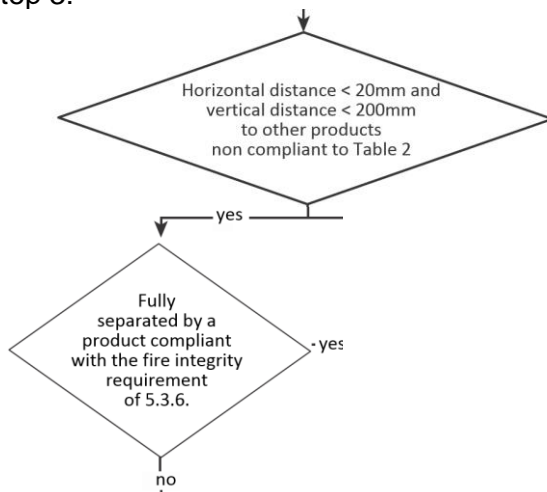 Horizontal distance < 20mm and
vertical distance < 200mm
to other products
non compliant to Table 2
yes
Fully
separated by a
product compliant
with the fire integrity
requirement
of 5.3.6.
- yes
no